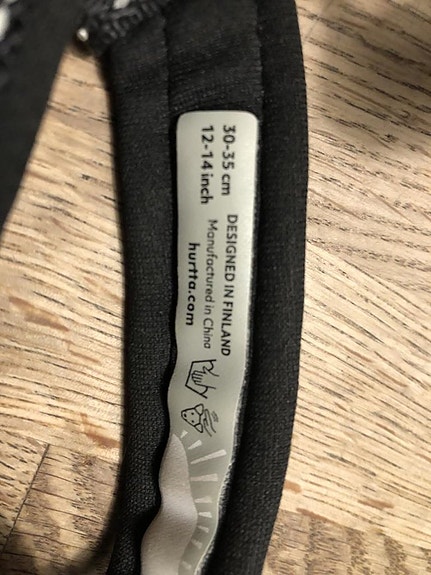 30-35 cm
12-14 inch
DESIGNED IN FINLAND
Manufactured in China
hurtta.com